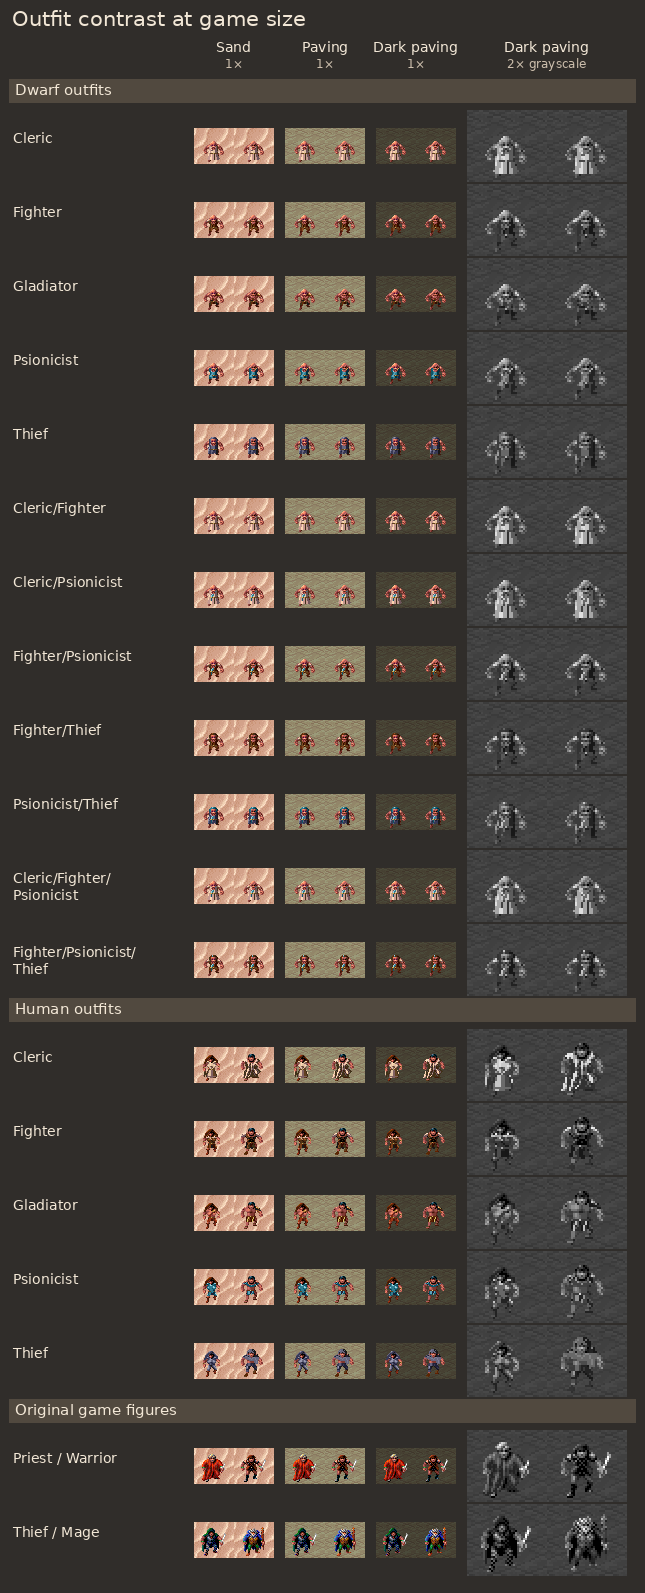 Outfit contrast at game size
Sand Paving Dark paving Dark paving
1× 1× 1× 2× grayscale
Dwarf outfits
Cleric
Fighter
Gladiator
Psionicist
Thief
Cleric/Fighter
Cleric/Psionicist
Fighter/Psionicist
Fighter/Thief
Psionicist/Thief
Cleric/Fighter/
Psionicist
Fighter/Psionicist/
Thief
Human outfits
Cleric
Fighter
Gladiator
Psionicist
Thief
Original game figures
Priest / Warrior
Thief / Mage